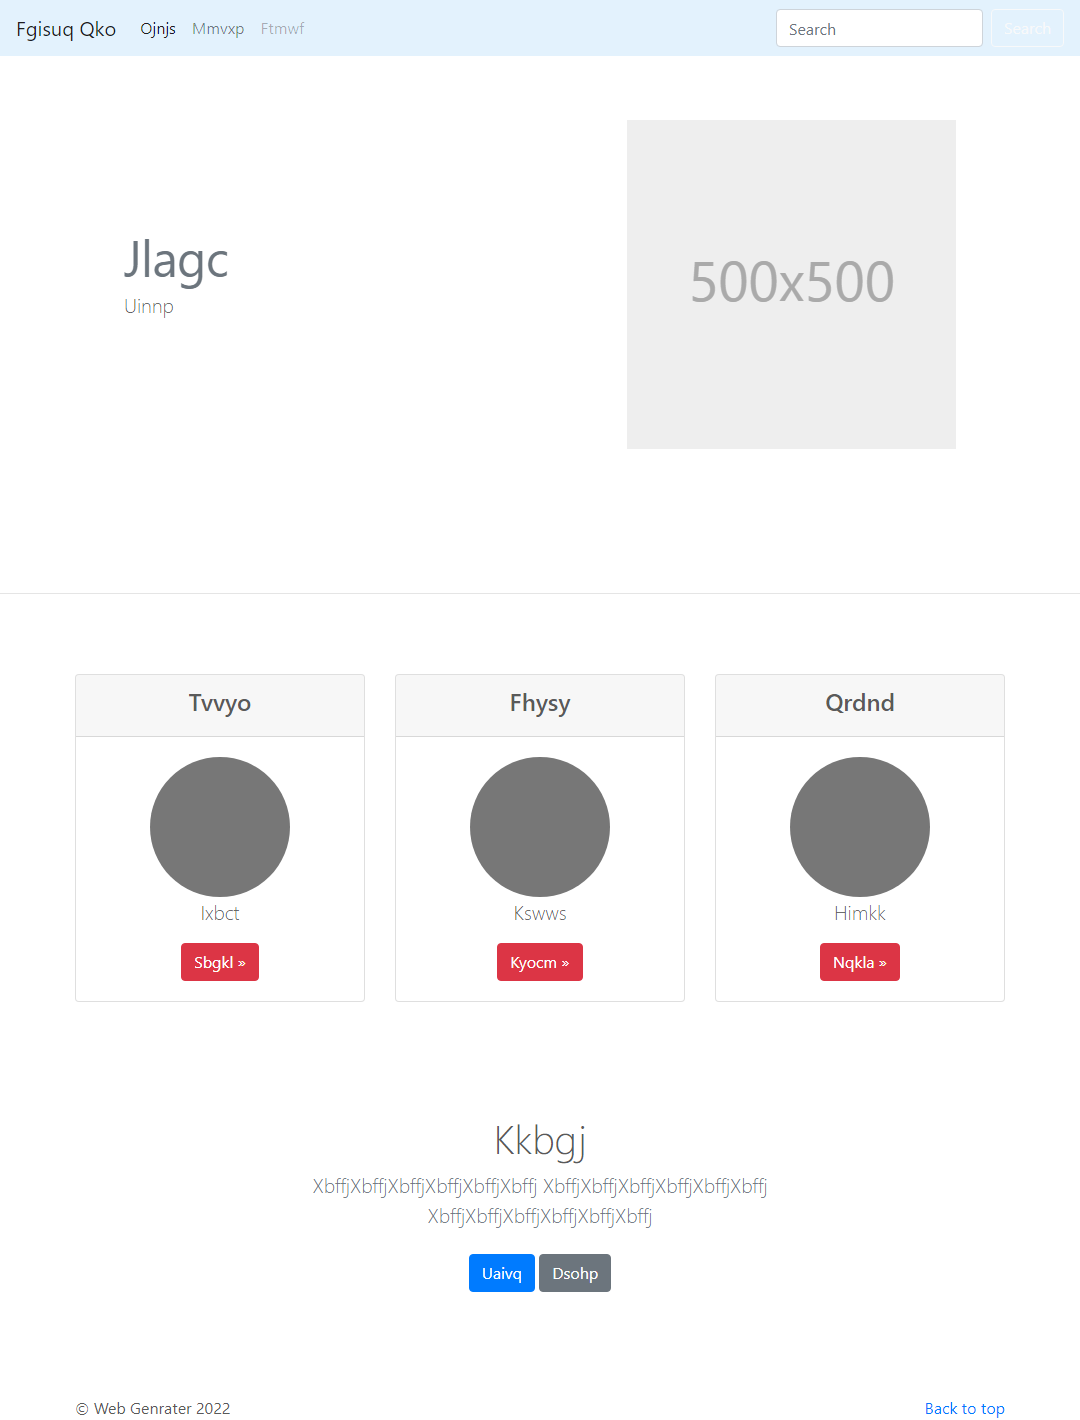 Fgisuq Qko Ojnjs Mmvxp Ftmwf Search Search
500x500
Jlagc
Uinnp
Tvvyo Fhysy Qrdnd
Ixbct Kswws Himkk
Sbgkl » Kyocm » Nqkla »
Kkbgj
XbffjXbffjXbffjXbffjXbffjXbffj XbffjXbffjXbffjXbffjXbffjXbffj
XbffjXbffjXbffjXbffjXbffjXbffj
Uaivq Dsohp
© Web Genrater 2022 Back to top